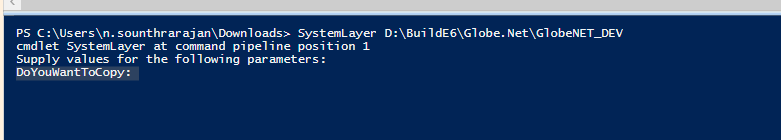 PS C:\Users\n.sounthrarajan\Downloads> SystemLayer D:\BuildE6\Globe.Net\GlobeNET_DEV
cmdlet SystemLayer at command pipeline position 1
Supply values for the following parameters:
DoYouWantToCopy: